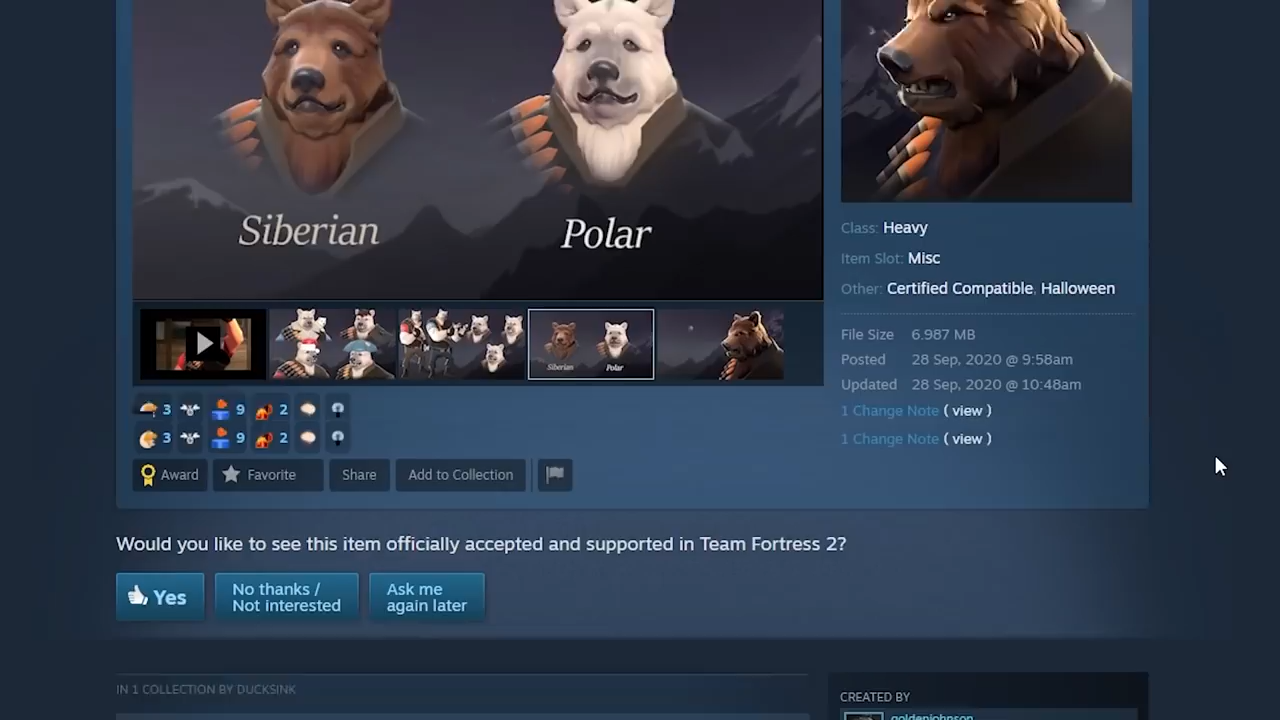 Siberian
Polar
Siberian
Polar
Class: Heavy
Item Slot: Misc
Other: Certified Compatible, Halloween
File Size 6.987 MB
Posted 28 Sep, 2020 @ 9:58am
Updated 28 Sep, 2020 @ 10:48am
1 Change Note ( view )
1 Change Note ( view )
3 9 2
3 9 2
Award
Favorite
Share
Add to Collection
Would you like to see this item officially accepted and supported in Team Fortress 2?
Yes
No thanks /
Not interested
Ask me
again later
IN 1 COLLECTION BY DUCKSINK
CREATED BY
goldenjohnson